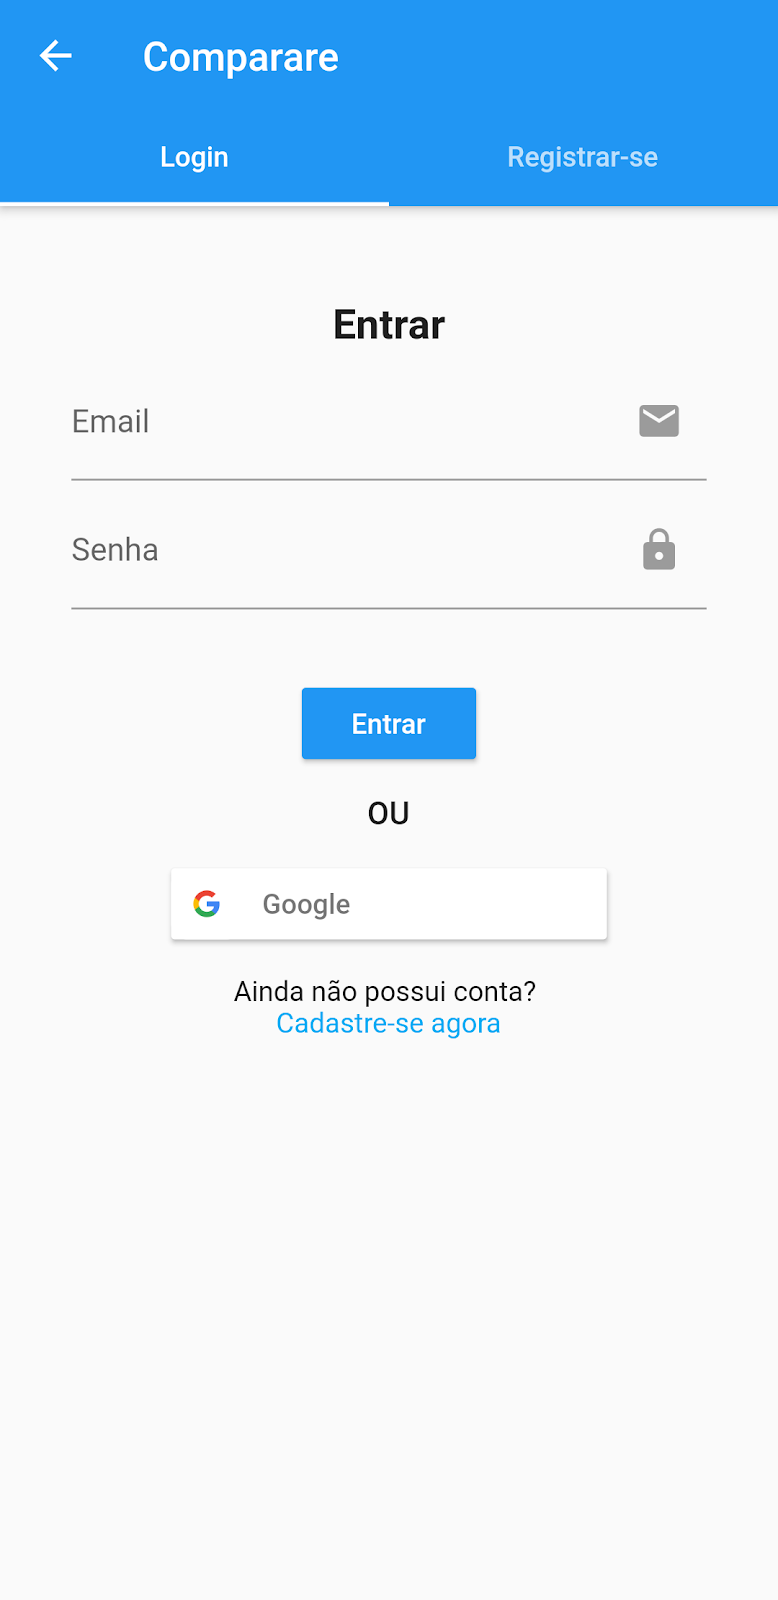 Comparare
Login
Registrar-se
Entrar
Email
Senha
Entrar
OU
Google
Ainda não possui conta?
Cadastre-se agora